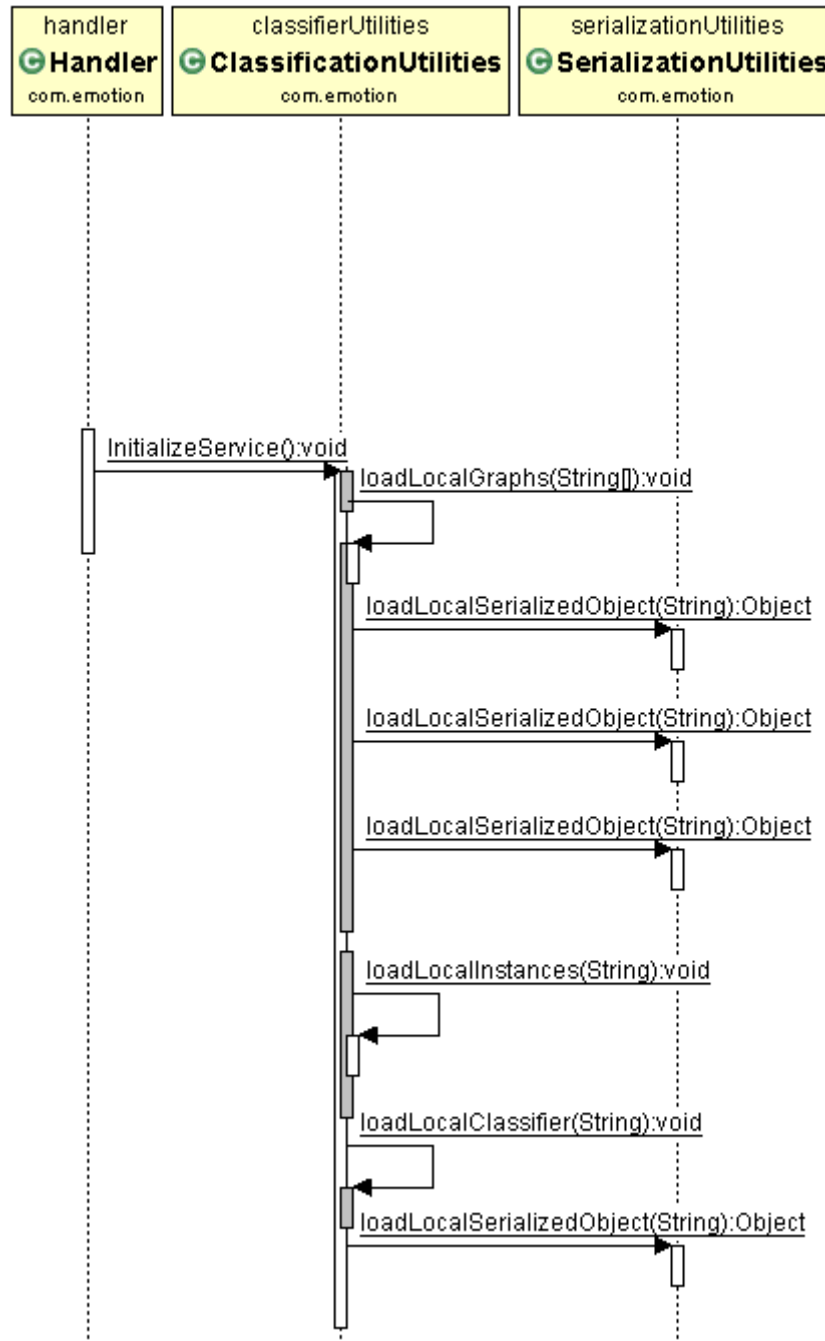 handler
C Handler
com.emotion
classifierUtilities
C ClassificationUtilities
com.emotion
serializationUtilities
C SerializationUtilities
com.emotion
InitializeService():void
loadLocalGraphs(String[]):void
loadLocalSerializedObject(String):Object
loadLocalSerializedObject(String):Object
loadLocalSerializedObject(String):Object
loadLocalInstances(String):void
loadLocalClassifier(String):void
loadLocalSerializedObject(String):Object